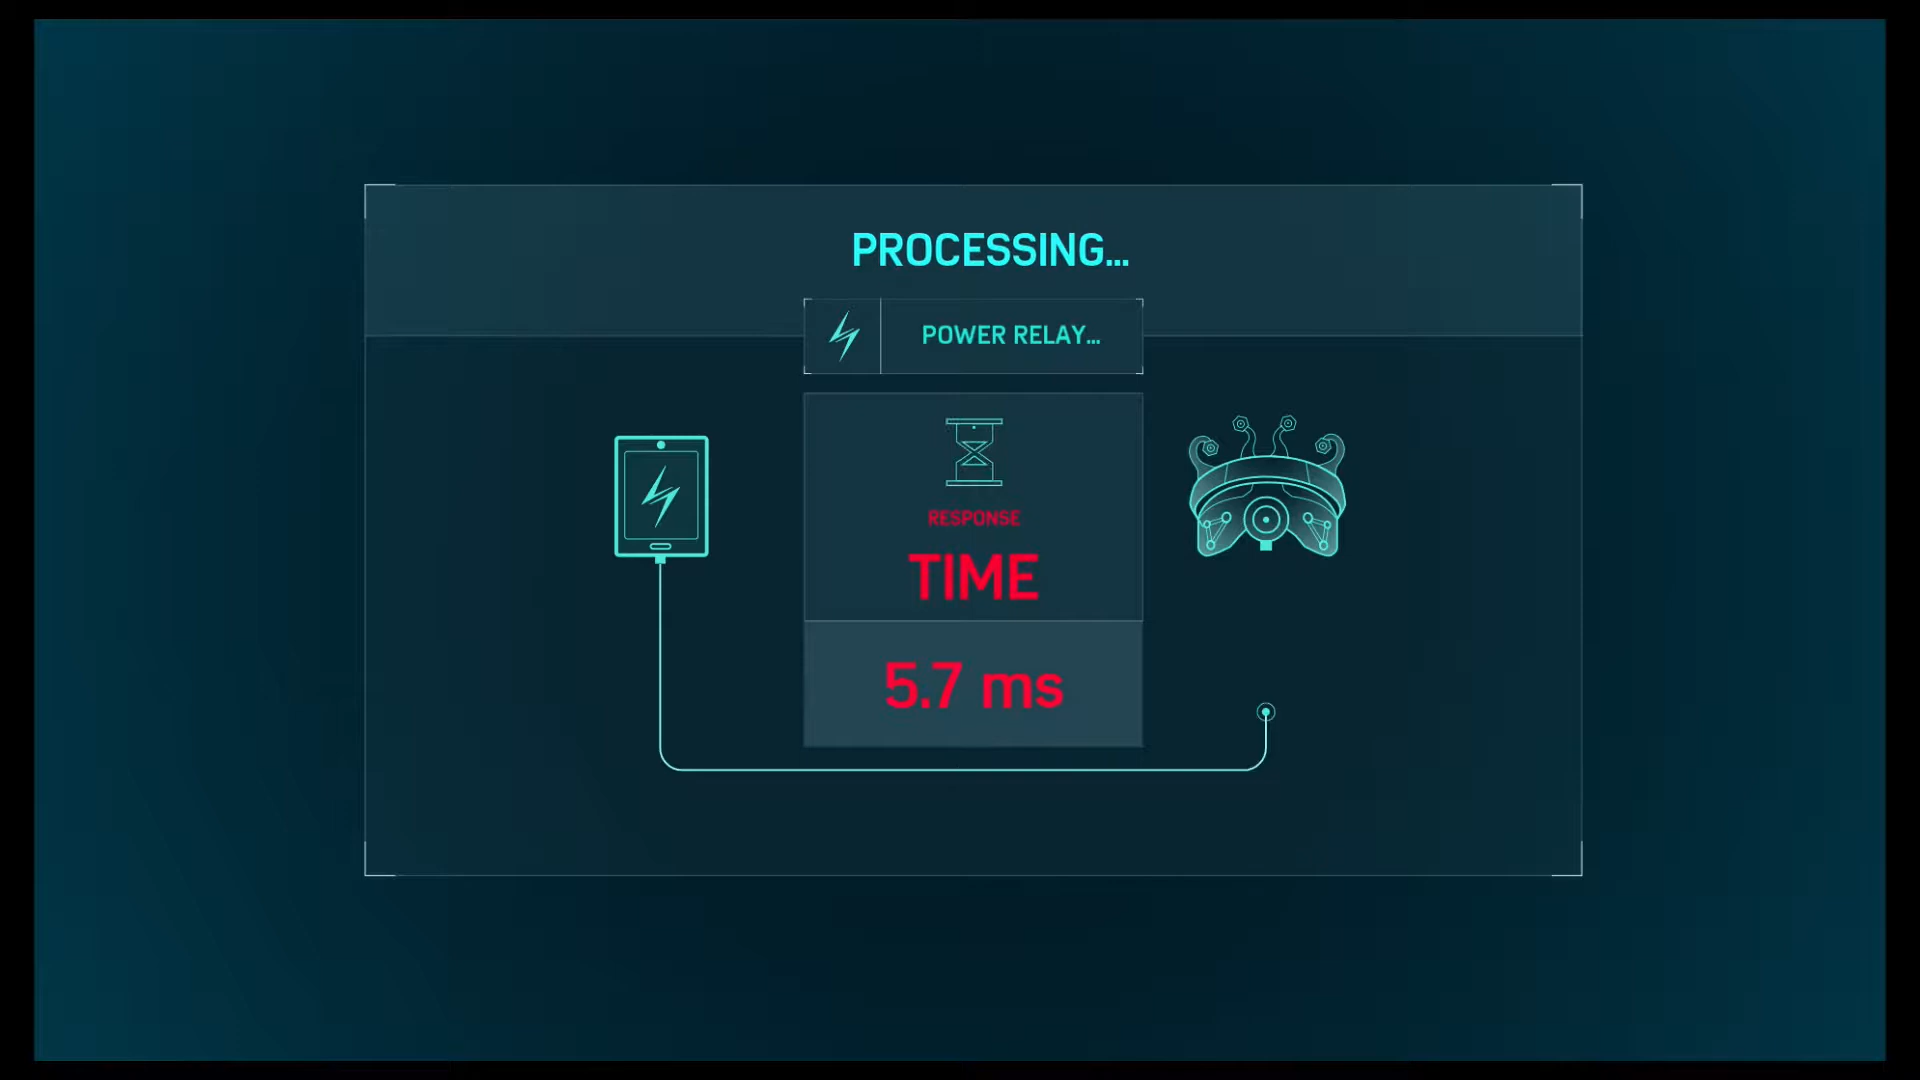 PROCESSING...
POWER RELAY...
RESPONSE
TIME
5.7 ms